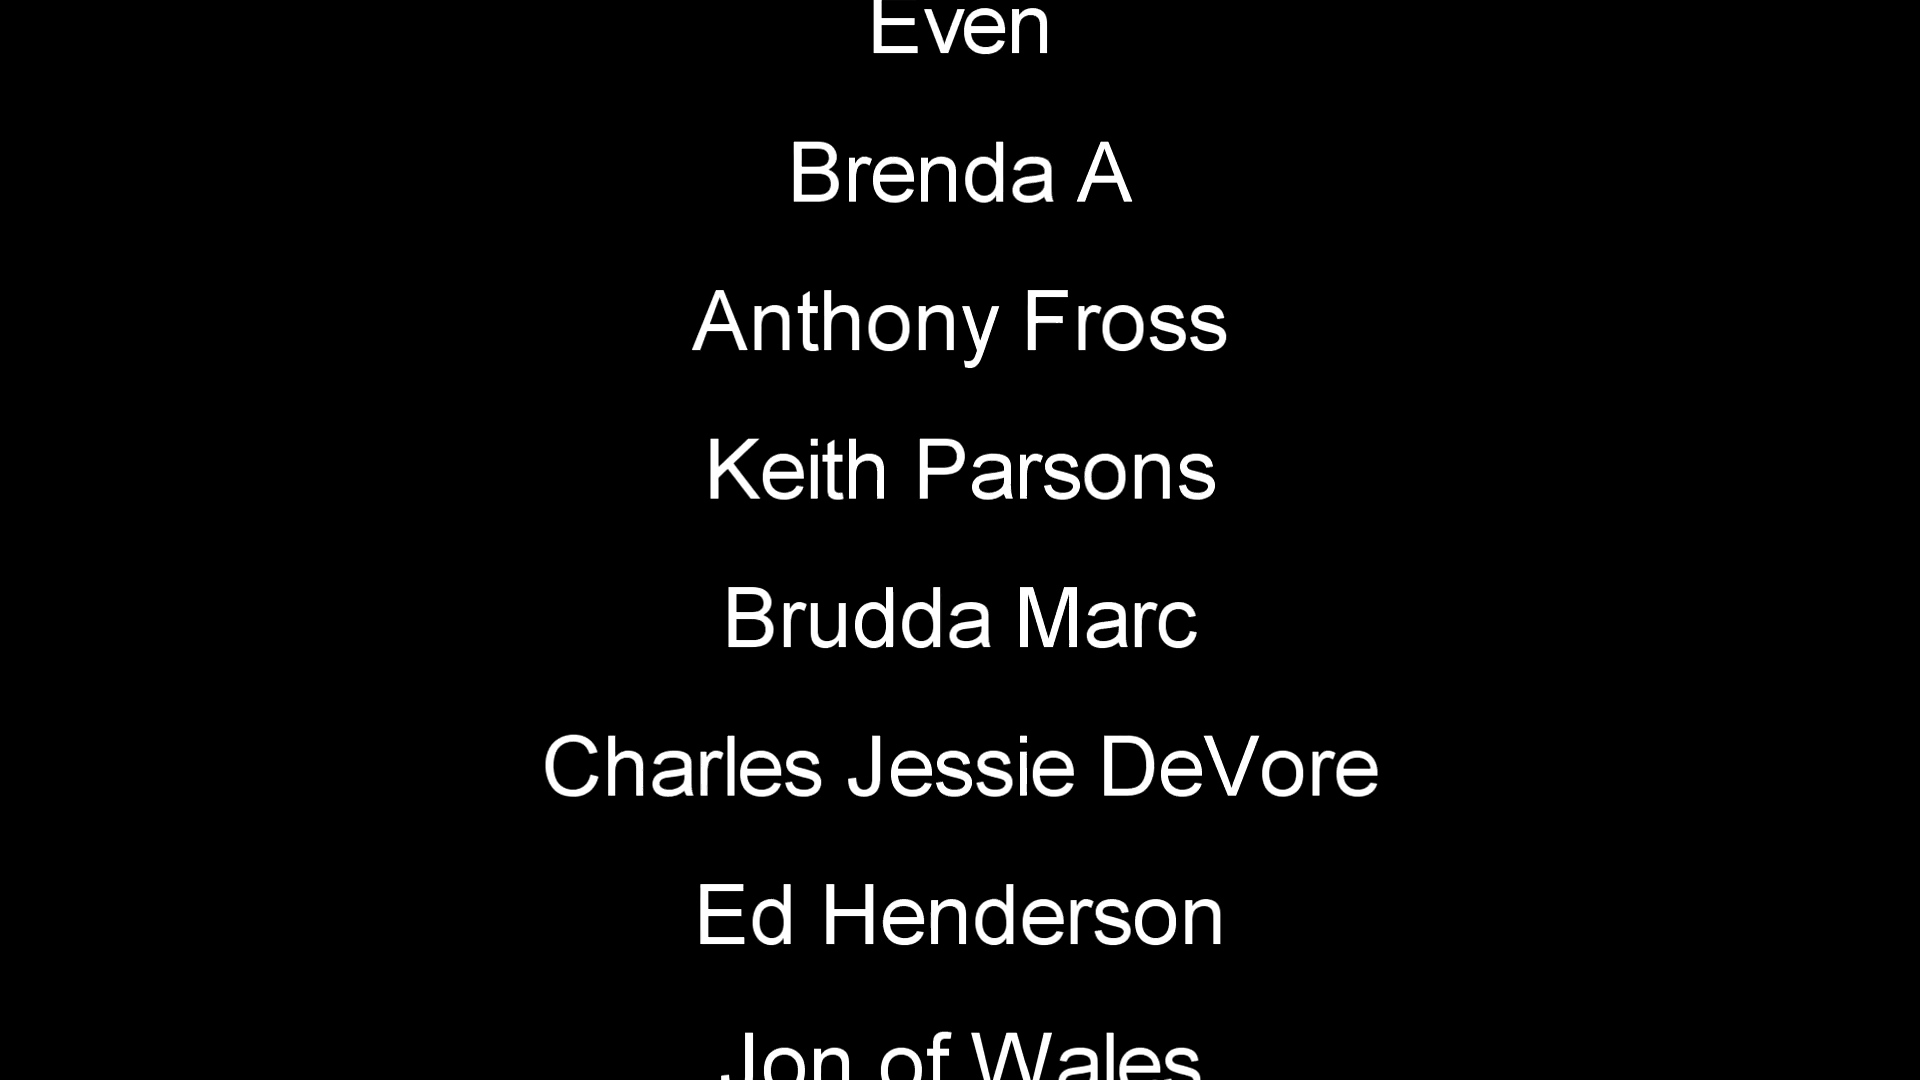 Even
Brenda A
Anthony Fross
Keith Parsons
Brudda Marc
Charles Jessie DeVore
Ed Henderson
Jon of Wales